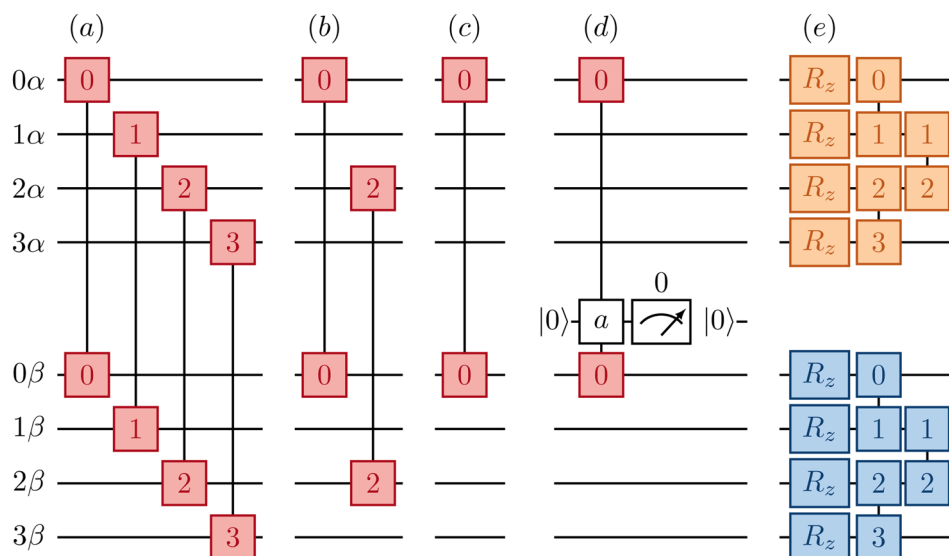 (a) (b) (c) (d) (e)
0α 0 0 0 0 R_z 0
1α 1 R_z 1 1
2α 2 2 R_z 2 2
3α 3 R_z 3
0
|0⟩ a |0⟩
0β 0 0 0 0 R_z 0
1β 1 R_z 1 1
2β 2 2 R_z 2 2
3β 3 R_z 3